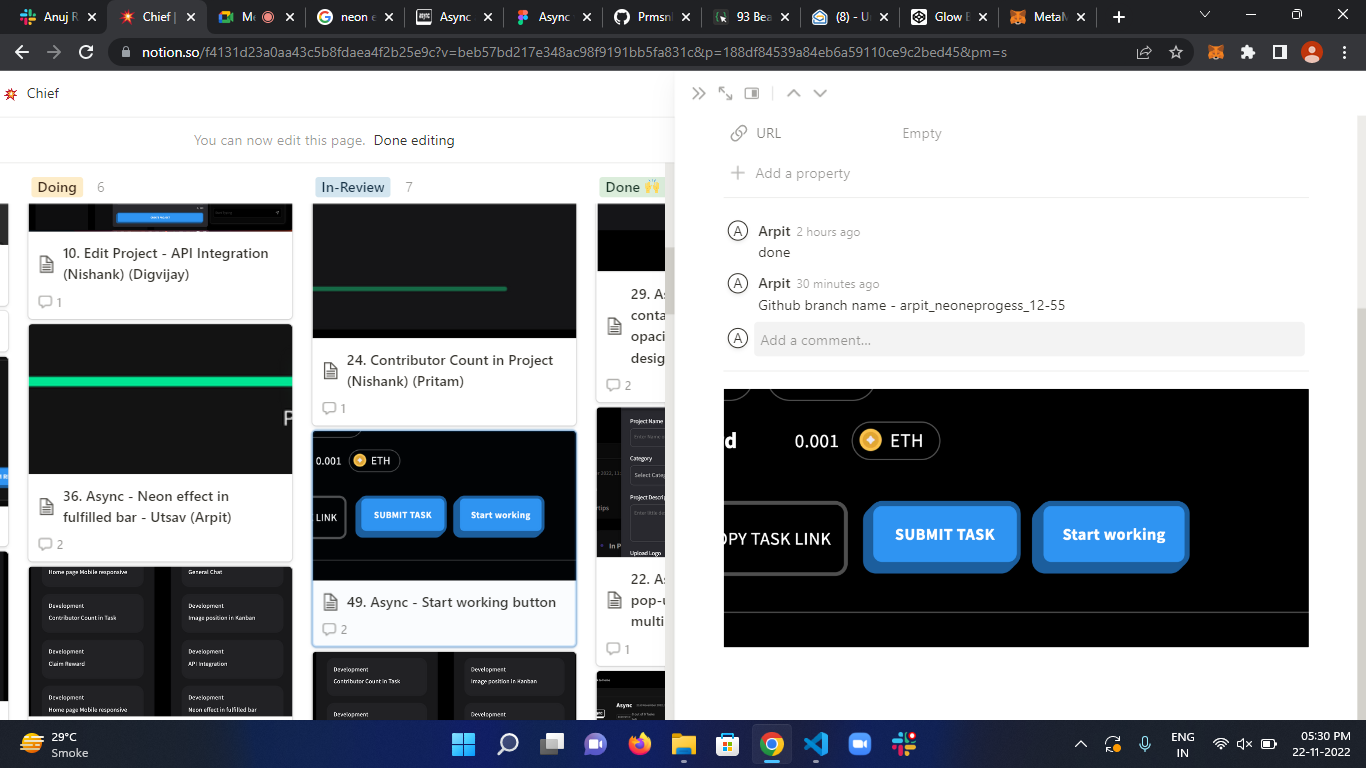 Anuj R
Chief |
Me
neon e
Async
Async
Prmsnl
93 Bea
(8) - U
Glow B
MetaM
notion.so/f4131d23a0aa43c5b8fdaea4f2b25e9c?v=beb57bd217e348ac98f9191bb5fa831c&p=188df84539a84eb6a59110ce9c2bed45&pm=s
Chief
You can now edit this page. Done editing
Doing 6
10. Edit Project - API Integration
(Nishank) (Digvijay)
1
P
36. Async - Neon effect in
fulfilled bar - Utsav (Arpit)
2
Home page Mobile responsive
General Chat
Development
Contributor Count in Task
Development
Image position in Kanban
Development
Claim Reward
Development
API Integration
Development
Home page Mobile responsive
Development
Neon effect in fulfilled bar
In-Review 7
24. Contributor Count in Project
(Nishank) (Pritam)
1
0.001 ETH
LINK
SUBMIT TASK
Start working
49. Async - Start working button
2
Development
Contributor Count in Task
Development
Image position in Kanban
Development
Development
Done 🙌
29. As
conta
opaci
desig
2
Project Name
Category
Select Categ
Project Descrip
Upload Logo
In P
22. As
pop-u
multi
1
Async
URL Empty
Add a property
A Arpit 2 hours ago
done
A Arpit 30 minutes ago
Github branch name - arpit_neoneprogess_12-55
A Add a comment...
d 0.001 ETH
OPY TASK LINK
SUBMIT TASK
Start working
29°C
Smoke
ENG
IN
05:30 PM
22-11-2022